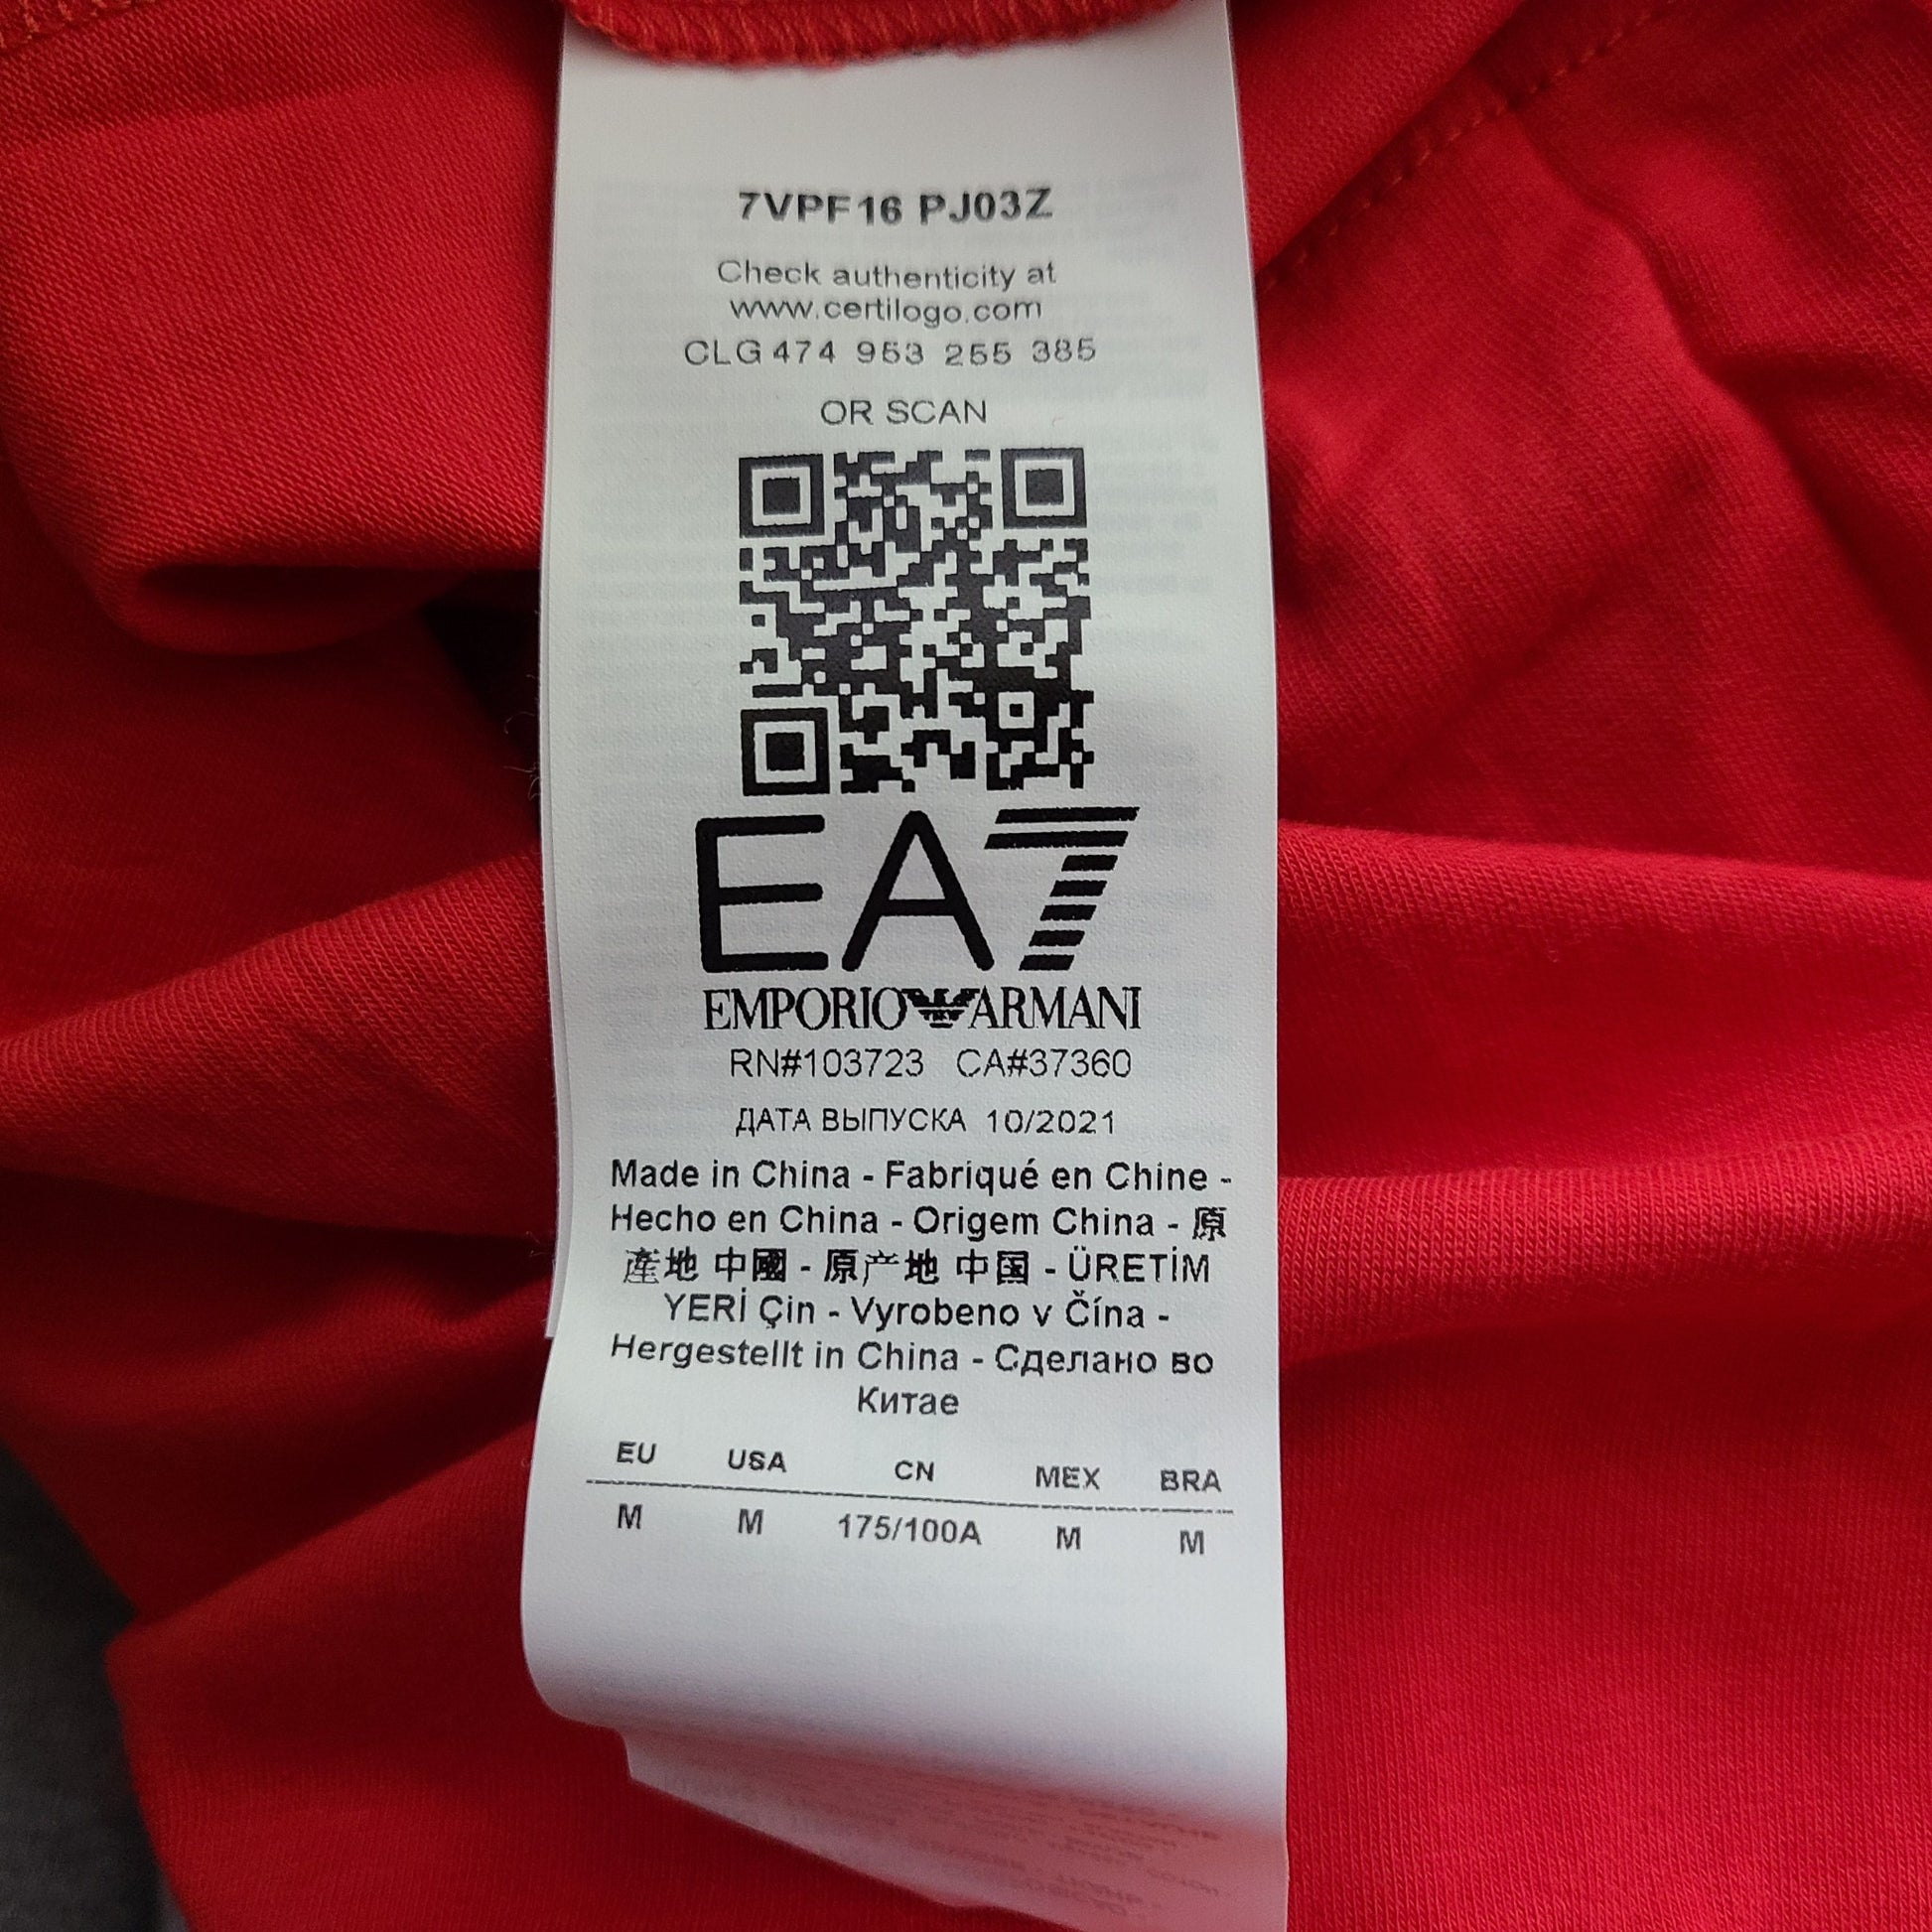 7VPF16 PJ03Z
Check authenticity at
www.certilogo.com
CLG 474 953 255 385
OR SCAN
EA7
EMPORIO ARMANI
RN#103723 CA#37360
ДАТА ВЫПУСКА 10/2021
Made in China - Fabriqué en Chine -
Hecho en China - Origem China - 原
產地 中國 - 原产地 中国 - ÜRETİM
YERİ Çin - Vyrobeno v Čína -
Hergestellt in China - Сделано во
Китае
EU USA CN MEX BRA
M M 175/100A M M